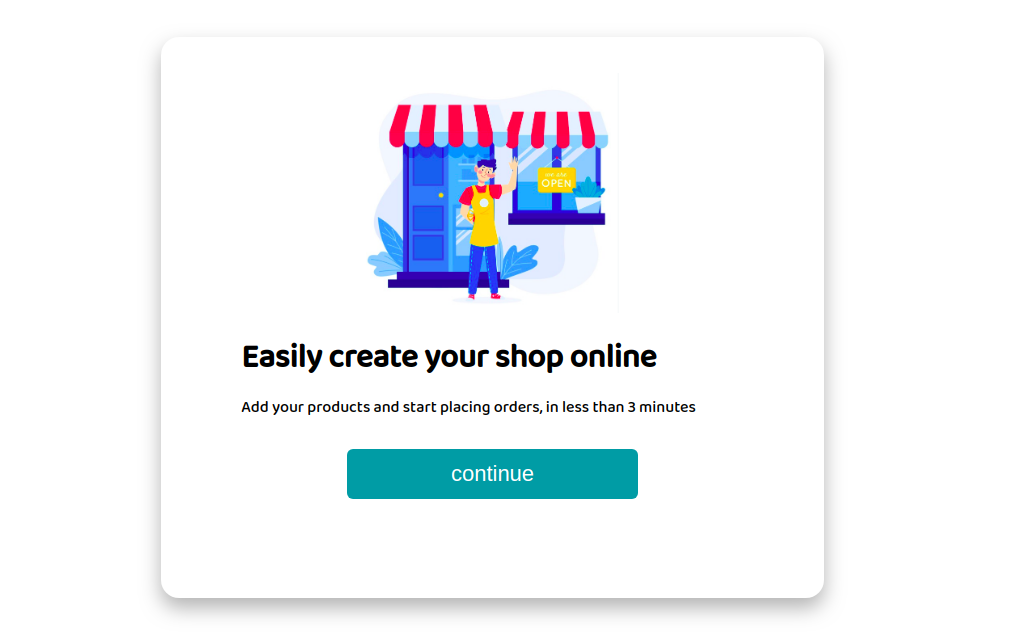 we are
OPEN
Easily create your shop online
Add your products and start placing orders, in less than 3 minutes
continue